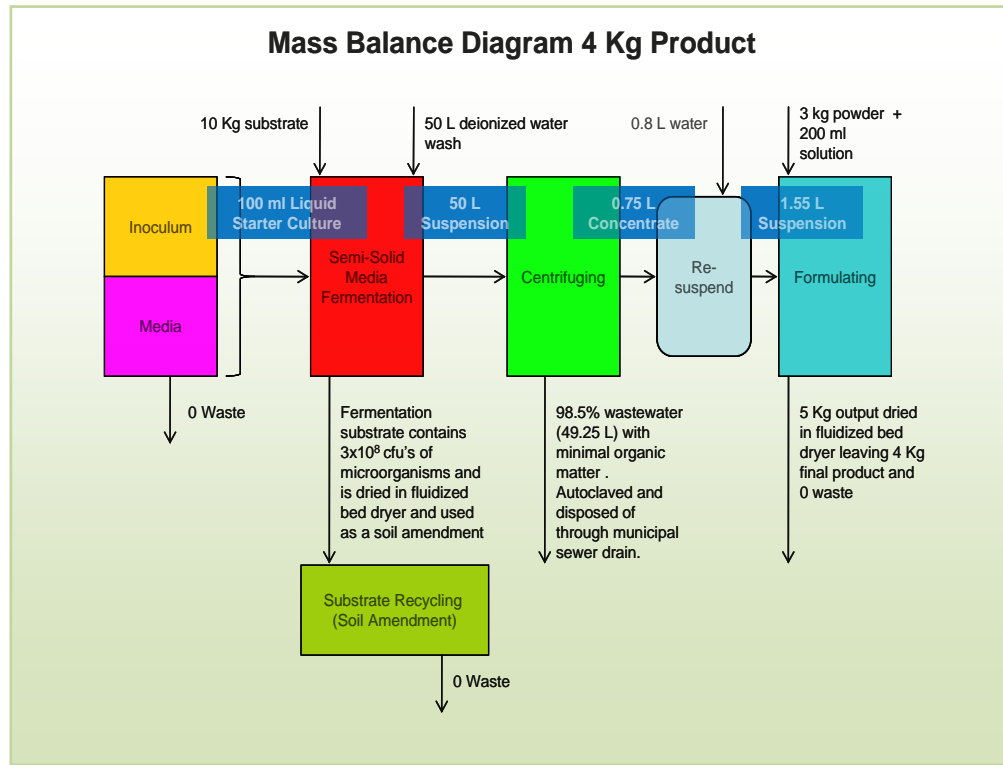 Mass Balance Diagram 4 Kg Product
10 Kg substrate
50 L deionized water
wash
0.8 L water
3 kg powder +
200 ml
solution
Inoculum
Media
100 ml Liquid
Starter Culture
Semi-Solid
Media
Fermentation
50 L
Suspension
Centrifuging
0.75 L
Concentrate
Re-
suspend
1.55 L
Suspension
Formulating
0 Waste
Fermentation
substrate contains
3x10⁸ cfu's of
microorganisms and
is dried in fluidized
bed dryer and used
as a soil amendment
98.5% wastewater
(49.25 L) with
minimal organic
matter .
Autoclaved and
disposed of
through municipal
sewer drain.
5 Kg output dried
in fluidized bed
dryer leaving 4 Kg
final product and
0 waste
Substrate Recycling
(Soil Amendment)
0 Waste